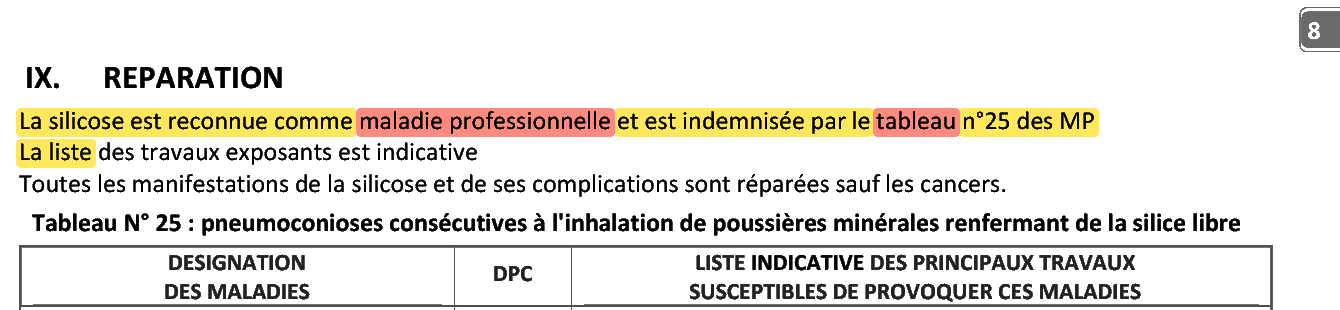 8
IX. REPARATION
La silicose est reconnue comme maladie professionnelle et est indemnisée par le tableau n°25 des MP
La liste des travaux exposants est indicative
Toutes les manifestations de la silicose et de ses complications sont réparées sauf les cancers.
Tableau N° 25 : pneumoconioses consécutives à l'inhalation de poussières minérales renfermant de la silice libre
DESIGNATION
DES MALADIES
DPC
LISTE INDICATIVE DES PRINCIPAUX TRAVAUX
SUSCEPTIBLES DE PROVOQUER CES MALADIES